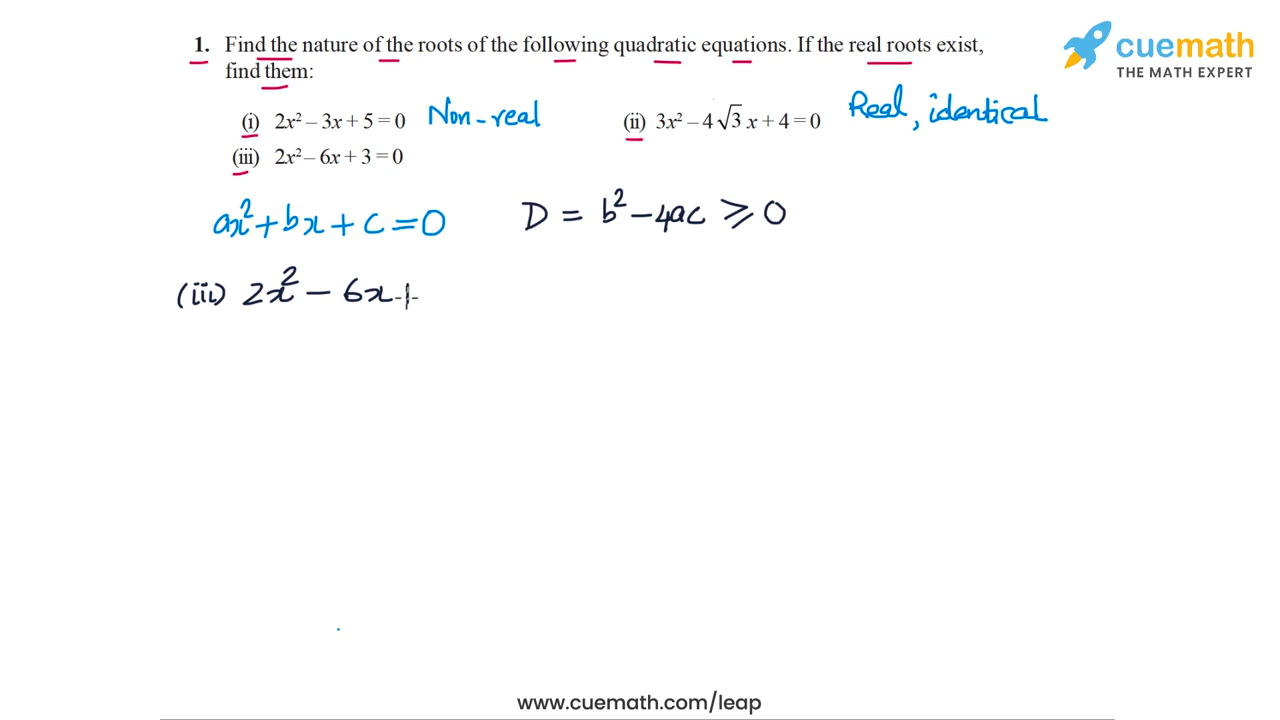 1. Find the nature of the roots of the following quadratic equations. If the real roots exist,
find them:
cuemath
THE MATH EXPERT
(i) 2x² – 3x + 5 = 0 Non-real (ii) 3x² – 4√3 x + 4 = 0 Real, identical
(iii) 2x² – 6x + 3 = 0
ax² + bx + c = 0 D = b² – 4ac ⩾ 0
(iii) 2x² – 6x +
www.cuemath.com/leap